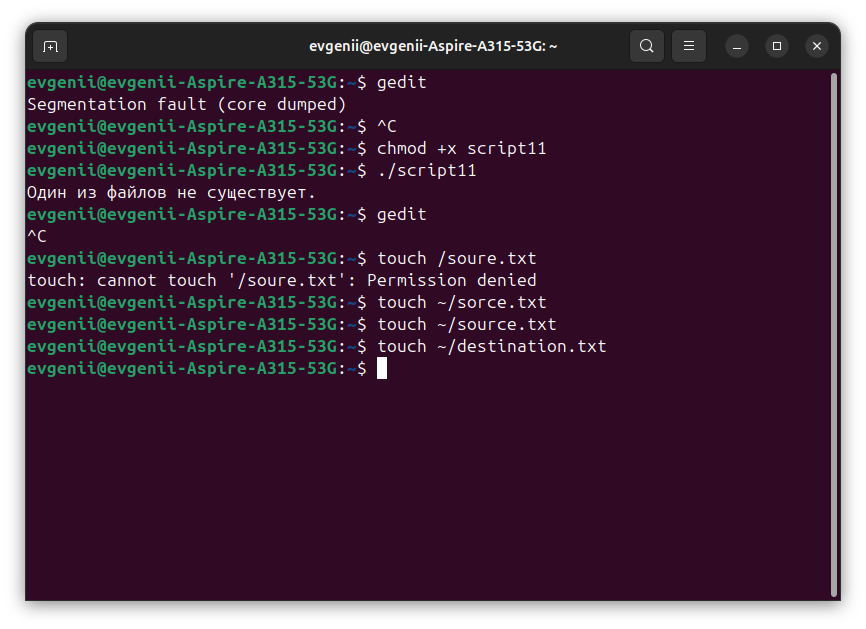 evgenii@evgenii-Aspire-A315-53G: ~
evgenii@evgenii-Aspire-A315-53G:~$ gedit
Segmentation fault (core dumped)
evgenii@evgenii-Aspire-A315-53G:~$ ^C
evgenii@evgenii-Aspire-A315-53G:~$ chmod +x script11
evgenii@evgenii-Aspire-A315-53G:~$ ./script11
Один из файлов не существует.
evgenii@evgenii-Aspire-A315-53G:~$ gedit
^C
evgenii@evgenii-Aspire-A315-53G:~$ touch /soure.txt
touch: cannot touch '/soure.txt': Permission denied
evgenii@evgenii-Aspire-A315-53G:~$ touch ~/sorce.txt
evgenii@evgenii-Aspire-A315-53G:~$ touch ~/source.txt
evgenii@evgenii-Aspire-A315-53G:~$ touch ~/destination.txt
evgenii@evgenii-Aspire-A315-53G:~$